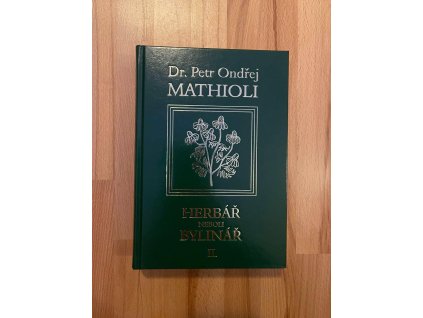 Dr. Petr Ondřej
MATHIOLI
HERBÁŘ
NEBOLI
BYLINÁŘ
II.